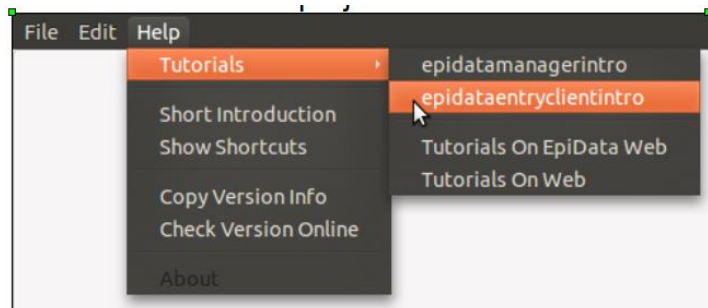 File Edit Help
Tutorials
epidatamanagerintro
epidataentryclientintro
Short Introduction
Show Shortcuts
Tutorials On EpiData Web
Tutorials On Web
Copy Version Info
Check Version Online
About